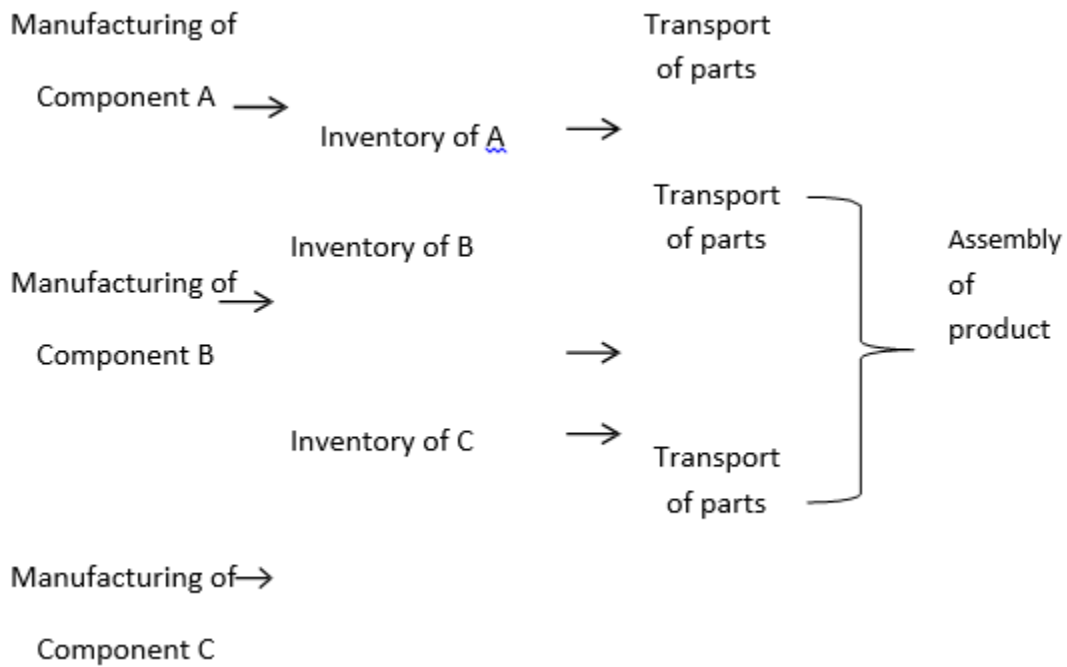 Manufacturing of
Component A
Inventory of A
Transport
of parts
Manufacturing of
Component B
Inventory of B
Transport
of parts
Manufacturing of
Component C
Inventory of C
Transport
of parts
Assembly
of
product